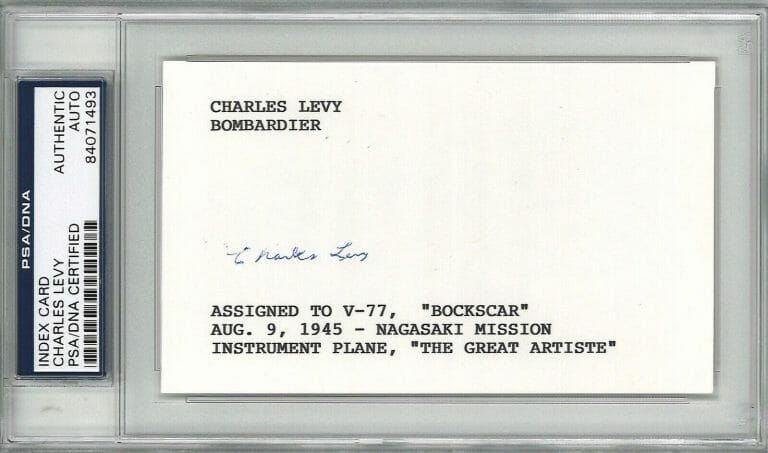 PSA/DNA
INDEX CARD
CHARLES LEVY
PSA/DNA CERTIFIED
AUTHENTIC
AUTO
84071493
CHARLES LEVY
BOMBARDIER
Charles Levy
ASSIGNED TO V-77, "BOCKSCAR"
AUG. 9, 1945 - NAGASAKI MISSION
INSTRUMENT PLANE, "THE GREAT ARTISTE"